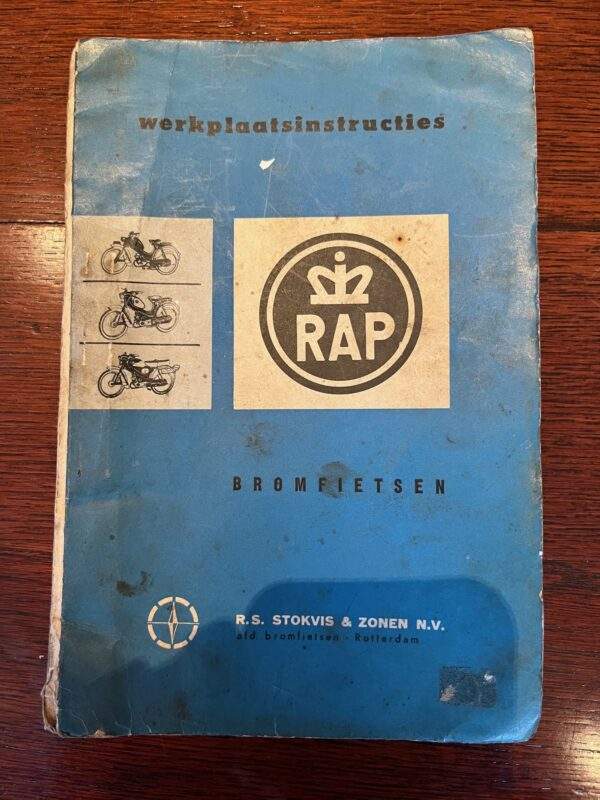 werkplaatsinstructies
RAP
BROMFIETSEN
R.S. STOKVIS & ZONEN N.V.
afd bromfietsen - Rotterdam